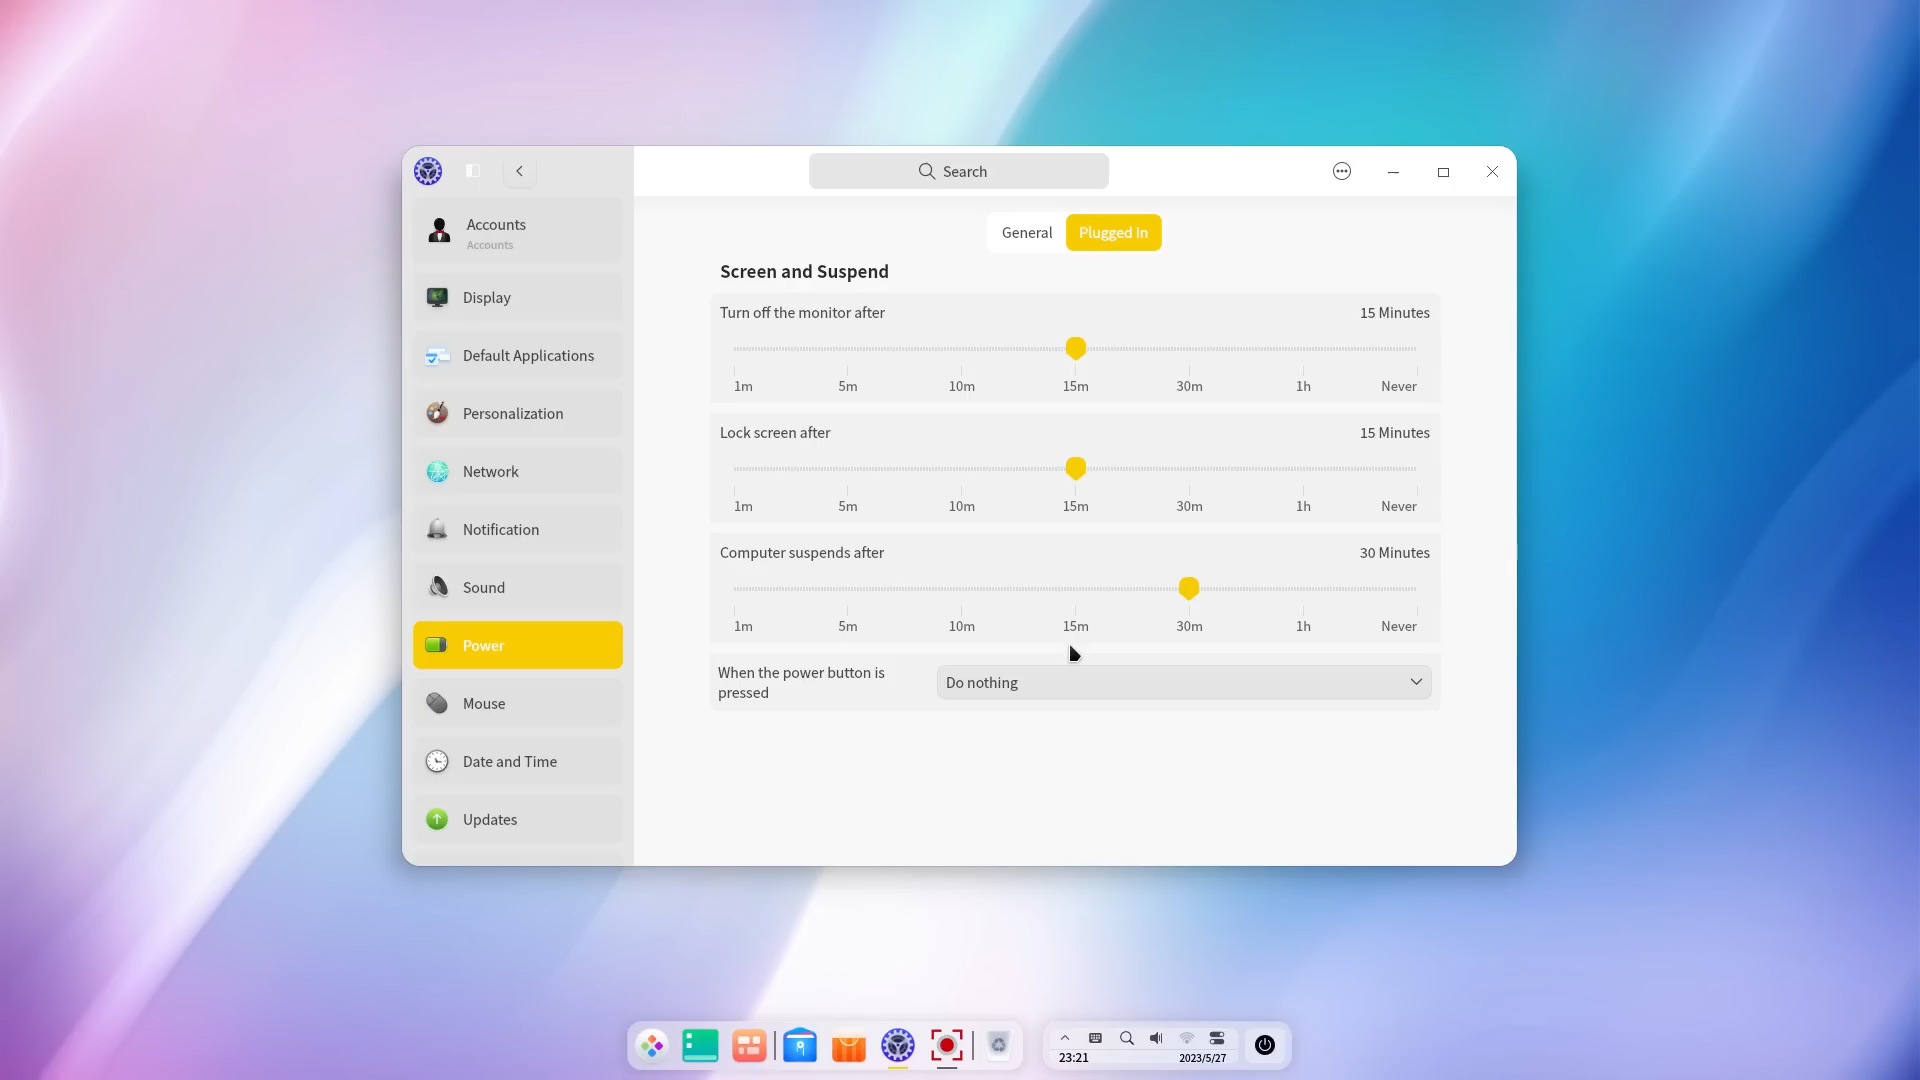 Search
Accounts
Accounts
Display
Default Applications
Personalization
Network
Notification
Sound
Power
Mouse
Date and Time
Updates
General Plugged In
Screen and Suspend
Turn off the monitor after 15 Minutes
1m 5m 10m 15m 30m 1h Never
Lock screen after 15 Minutes
1m 5m 10m 15m 30m 1h Never
Computer suspends after 30 Minutes
1m 5m 10m 15m 30m 1h Never
When the power button is
pressed
Do nothing
23:21 2023/5/27